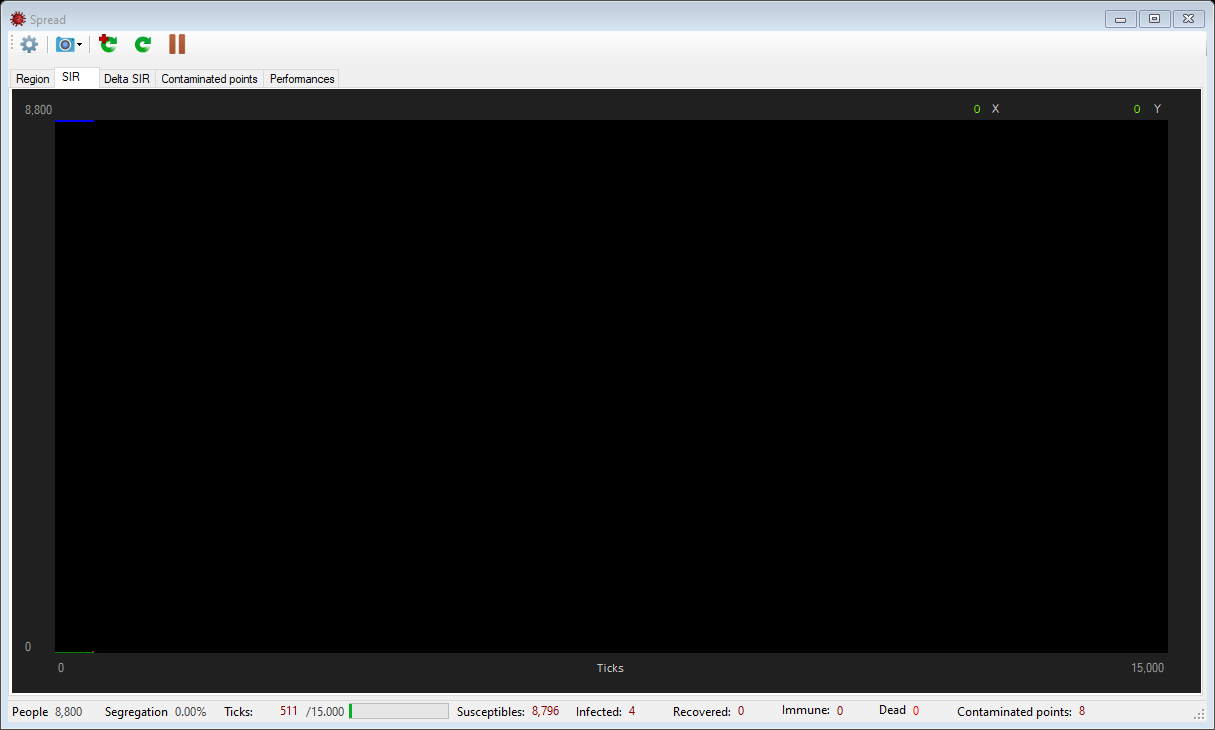 Spread
Region SIR Delta SIR Contaminated points Performances
8,800 0 X 0 Y
0
0 Ticks 15,000
People 8,800 Segregation 0.00% Ticks: 511 /15.000 Susceptibles: 8,796 Infected: 4 Recovered: 0 Immune: 0 Dead 0 Contaminated points: 8